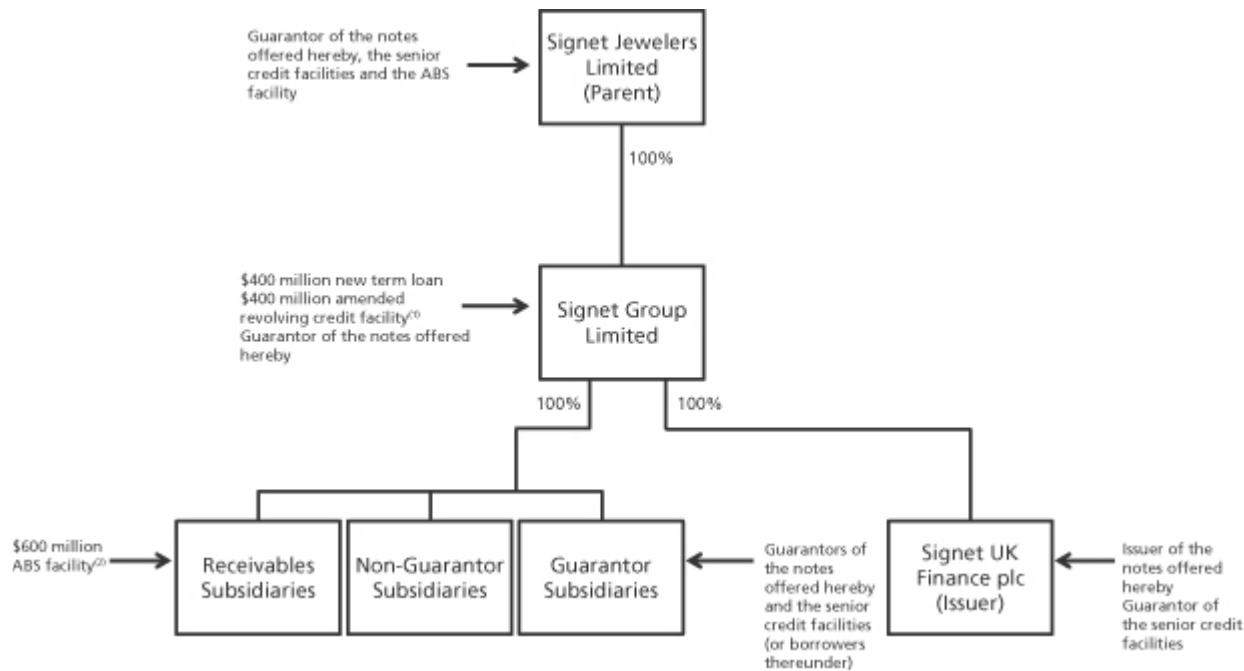 Guarantor of the notes
offered hereby, the senior
credit facilities and the ABS
facility
Signet Jewelers
Limited
(Parent)
100%
$400 million new term loan
$400 million amended
revolving credit facility(1)
Guarantor of the notes offered
hereby
Signet Group
Limited
100%
100%
$600 million
ABS facility(2)
Receivables
Subsidiaries
Non-Guarantor
Subsidiaries
Guarantor
Subsidiaries
Guarantors of
the notes
offered hereby
and the senior
credit facilities
(or borrowers
thereunder)
Signet UK
Finance plc
(Issuer)
Issuer of the
notes offered
hereby
Guarantor of
the senior credit
facilities